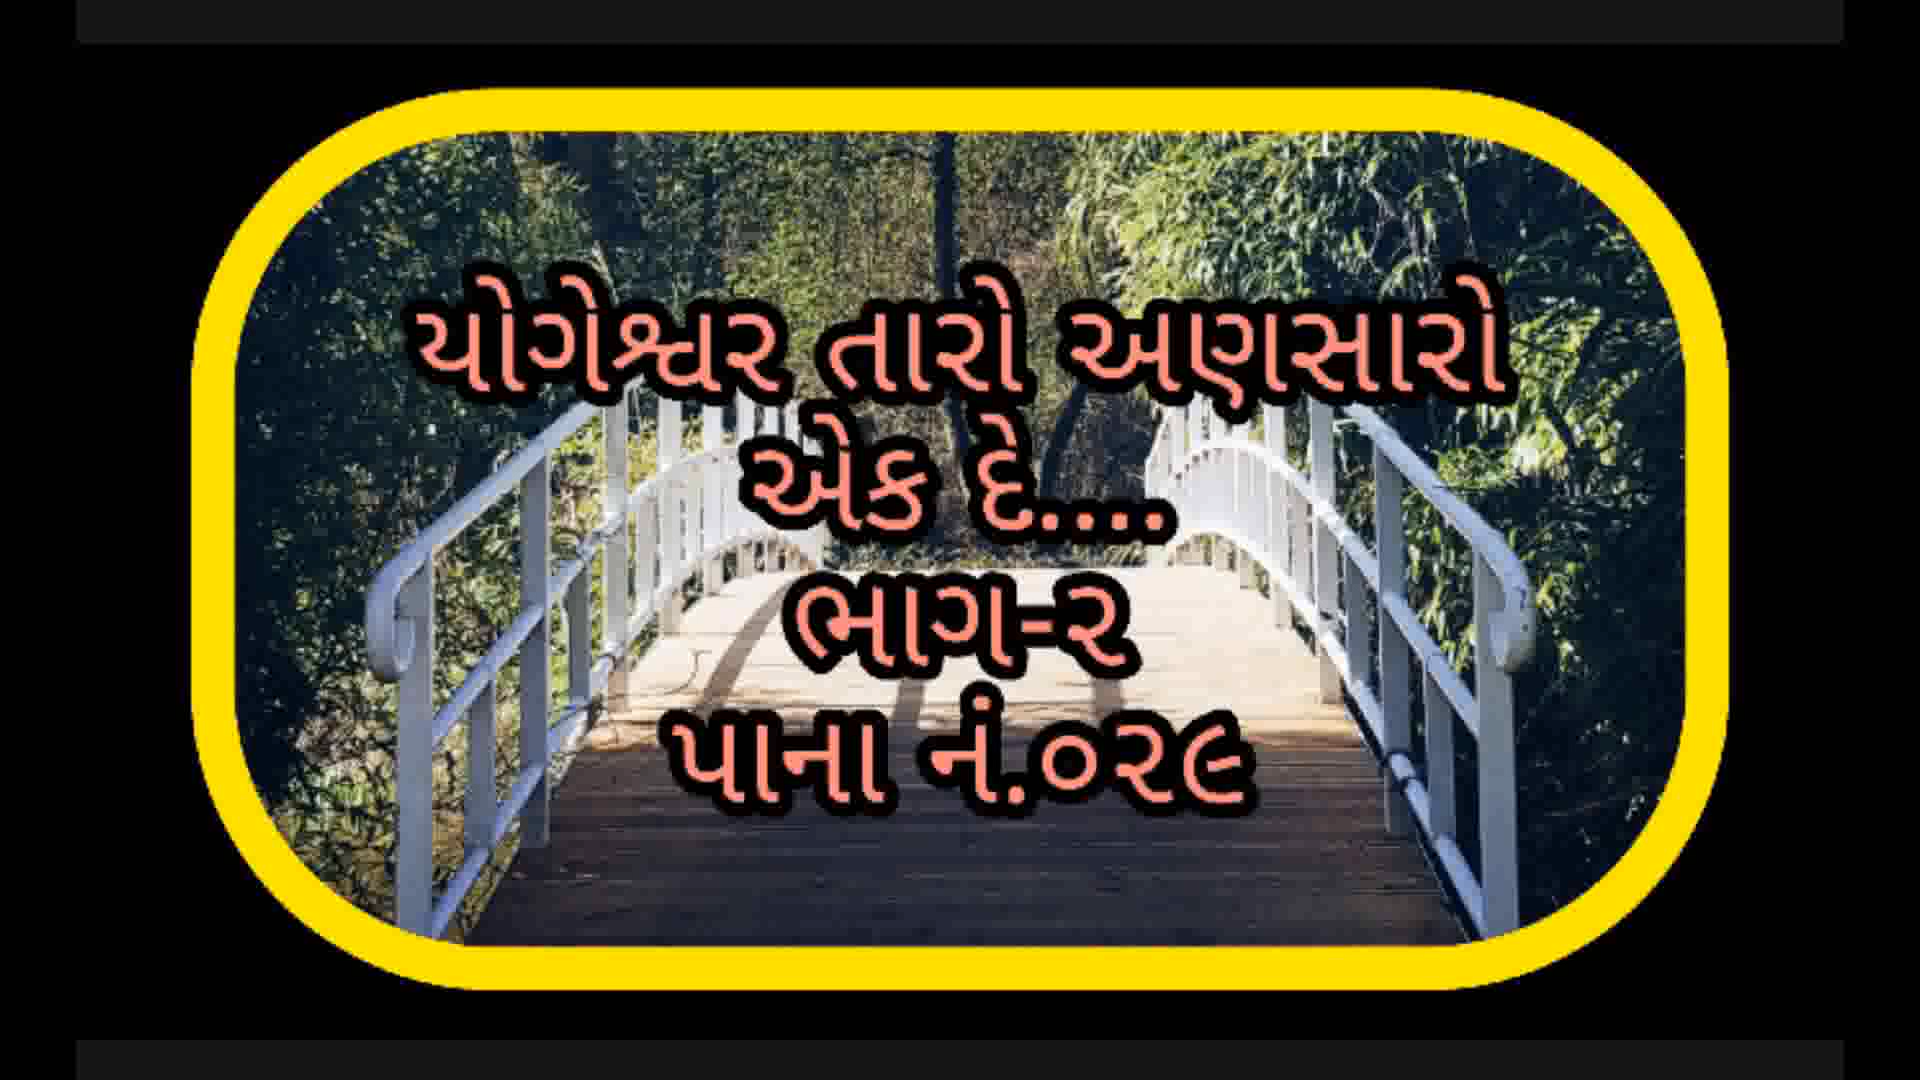 યોગેશ્વર તારો અણસારો
એક દે....
ભાગ-૨
પાના નં.૦૨૯